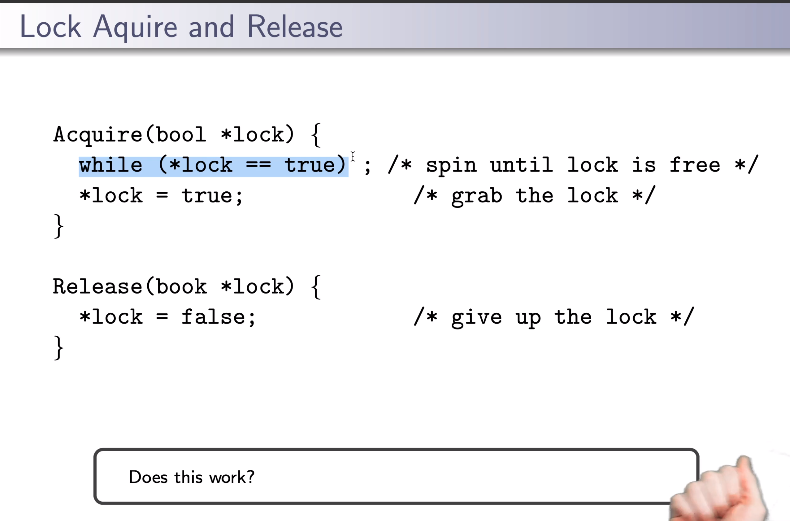 Lock Aquire and Release
Acquire(bool *lock) {
while (*lock == true) ; /* spin until lock is free */
*lock = true; /* grab the lock */
}
Release(book *lock) {
*lock = false; /* give up the lock */
}
Does this work?